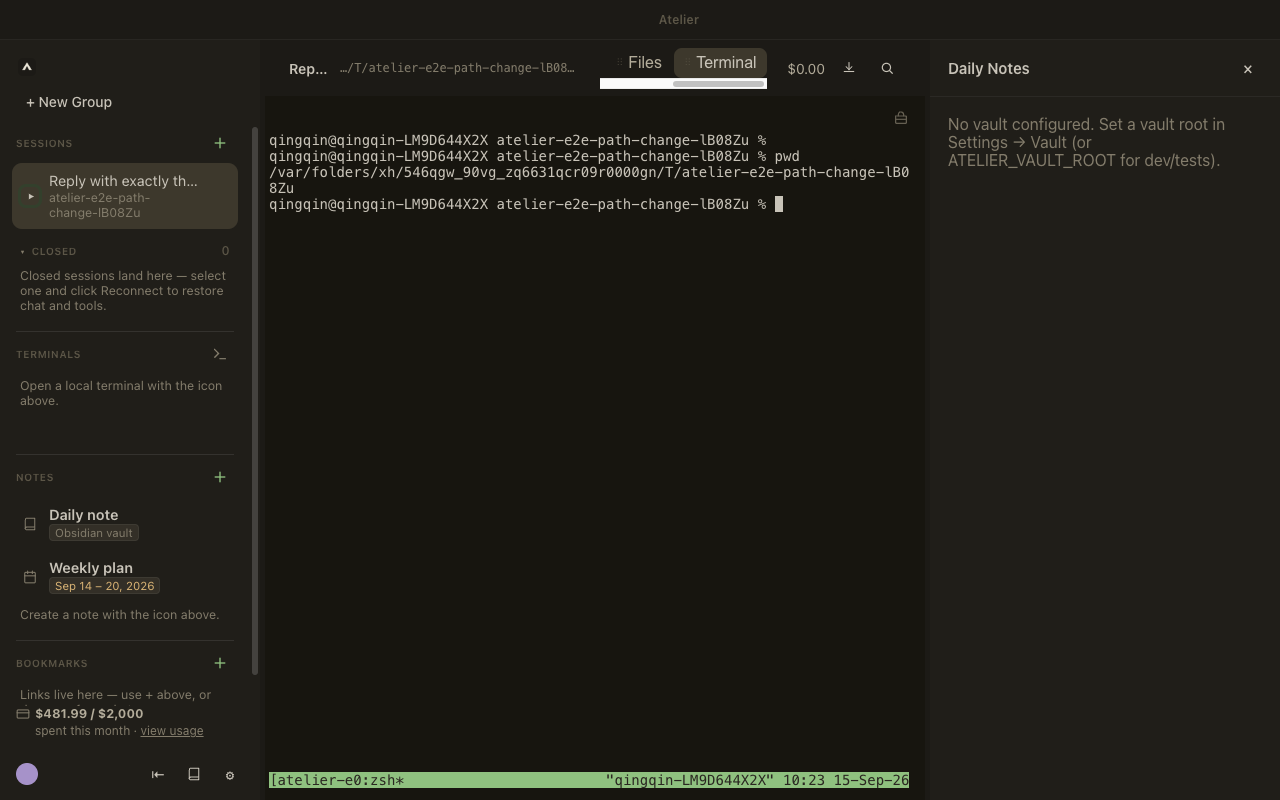 Atelier
+ New Group
SESSIONS
Reply with exactly th...
atelier-e2e-path-
change-lB08Zu
CLOSED 0
Closed sessions land here — select
one and click Reconnect to restore
chat and tools.
TERMINALS
Open a local terminal with the icon
above.
NOTES
Daily note
Obsidian vault
Weekly plan
Sep 14 – 20, 2026
Create a note with the icon above.
BOOKMARKS
Links live here — use + above, or
$481.99 / $2,000
spent this month · view usage
Rep... …/T/atelier-e2e-path-change-lB08… Files Terminal $0.00
qingqin@qingqin-LM9D644X2X atelier-e2e-path-change-lB08Zu %
qingqin@qingqin-LM9D644X2X atelier-e2e-path-change-lB08Zu % pwd
/var/folders/xh/546qgw_90vg_zq6631qcr09r0000gn/T/atelier-e2e-path-change-lB0
8Zu
qingqin@qingqin-LM9D644X2X atelier-e2e-path-change-lB08Zu %
[atelier-e0:zsh* "qingqin-LM9D644X2X" 10:23 15-Sep-26
Daily Notes
No vault configured. Set a vault root in
Settings → Vault (or
ATELIER_VAULT_ROOT for dev/tests).